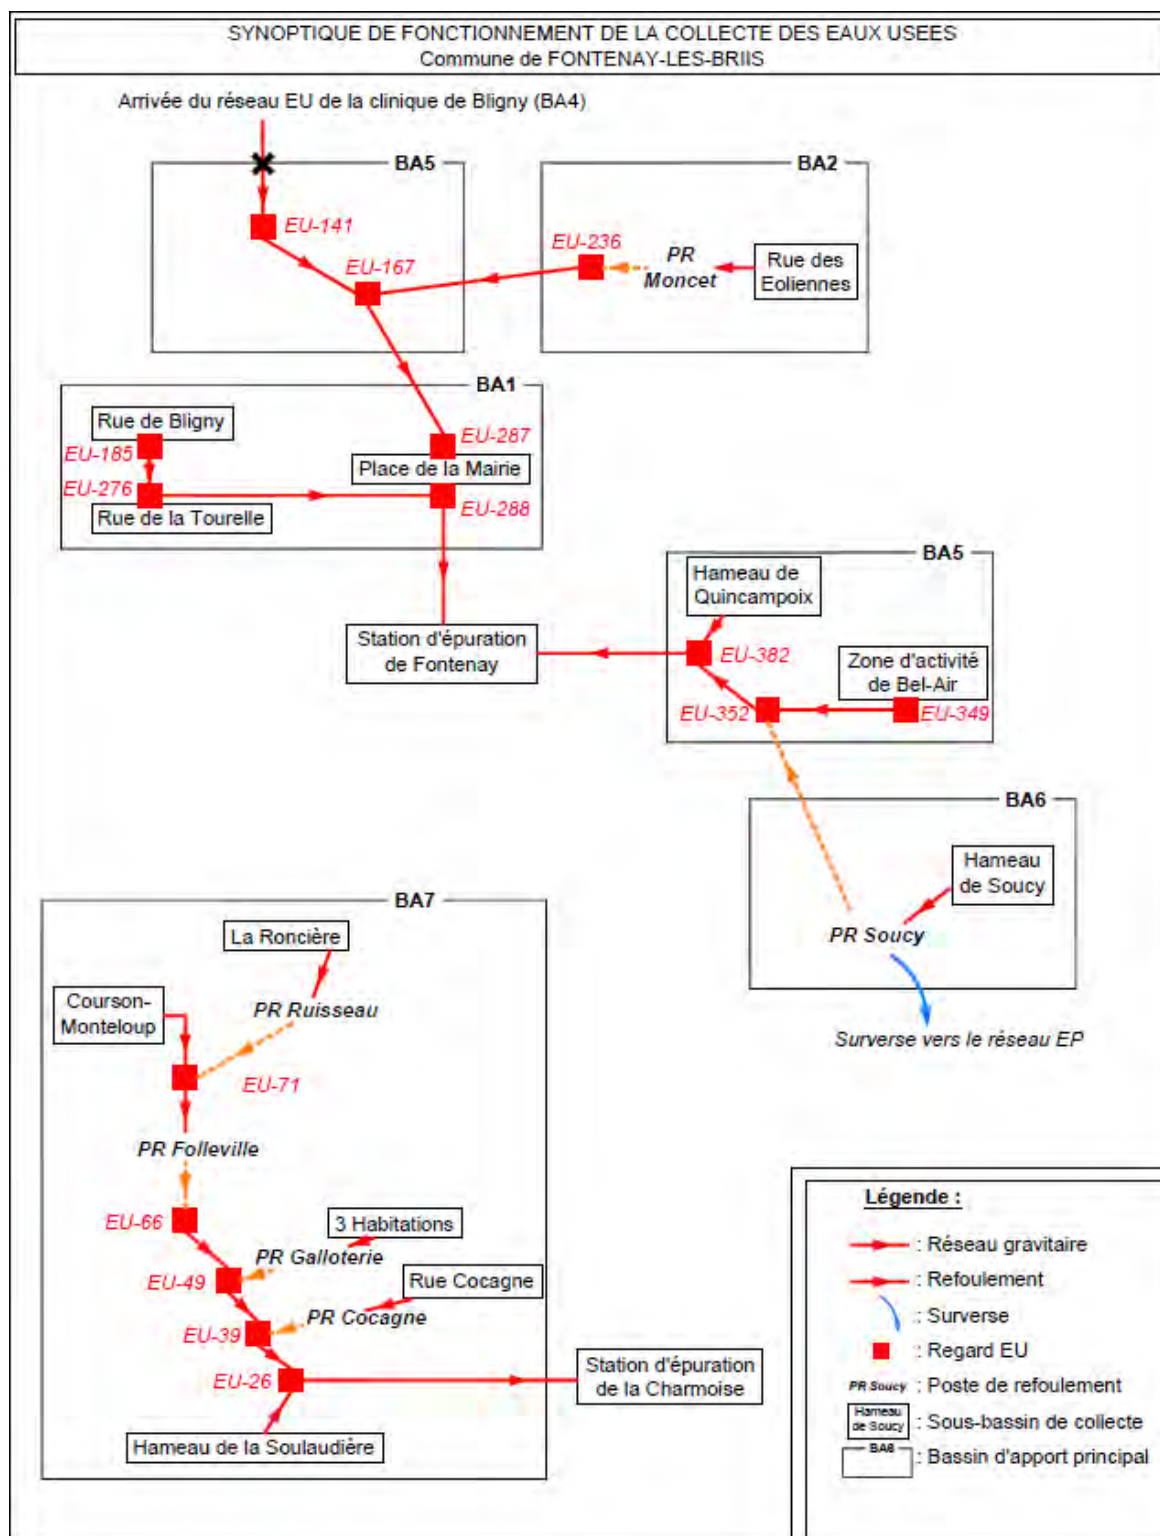 SYNOPTIQUE DE FONCTIONNEMENT DE LA COLLECTE DES EAUX USEES
Commune de FONTENAY-LES-BRIIS
Arrivée du réseau EU de la clinique de Bligny (BA4)
BA5
BA2
EU-141
EU-236
PR
Moncet
Rue des
Eoliennes
EU-167
BA1
Rue de Bligny
EU-185
EU-287
Place de la Mairie
EU-276
EU-288
Rue de la Tourelle
BA5
Hameau de
Quincampoix
Station d'épuration
de Fontenay
EU-382
Zone d'activité
de Bel-Air
EU-352
EU-349
BA6
Hameau
de Soucy
PR Soucy
Surverse vers le réseau EP
BA7
La Roncière
Courson-
Monteloup
PR Ruisseau
EU-71
PR Folleville
EU-66
3 Habitations
PR Galloterie
EU-49
Rue Cocagne
PR Cocagne
EU-39
EU-26
Station d'épuration
de la Charmoise
Hameau de la Soulaudière
Légende :
: Réseau gravitaire
: Refoulement
: Surverse
: Regard EU
PR Soucy : Poste de refoulement
Hameau
de Soucy : Sous-bassin de collecte
BA6 : Bassin d'apport principal